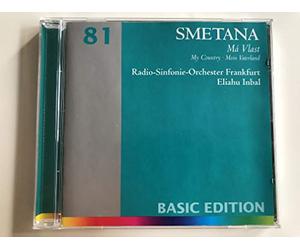 81
SMETANA
Má Vlast
My Country · Mein Vaterland
Radio-Sinfonie-Orchester Frankfurt
Eliahu Inbal
BASIC EDITION